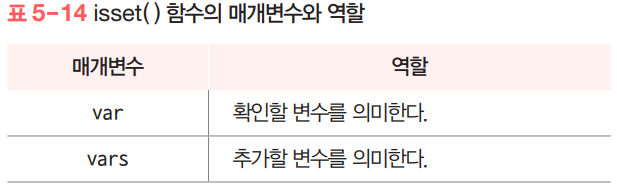 표 5-14 isset( ) 함수의 매개변수와 역할
매개변수 역할
var 확인할 변수를 의미한다.
vars 추가할 변수를 의미한다.